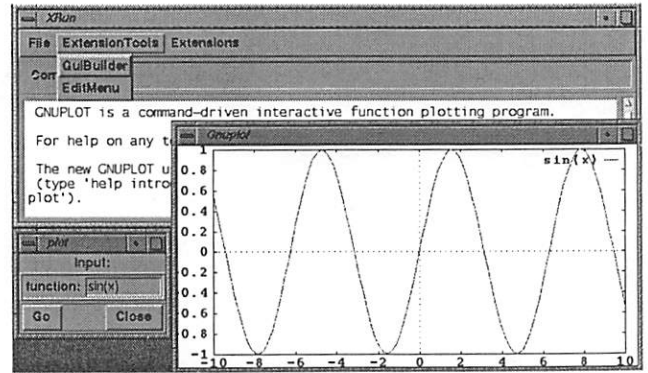 XRun
File ExtensionTools Extensions
GuiBuilder
Com
EditMenu
GNUPLOT is a command-driven interactive function plotting program.
For help on any t
The new GNUPLOT u
(type 'help intro
plot').
Gnuplot
sin(x)
1
0.8
0.6
0.4
0.2
0
0.2
0.4
0.6
0.8
-1
-10 -8 -6 -4 -2 0 2 4 6 8 10
plot
Input:
function: sin(x)
Go Close